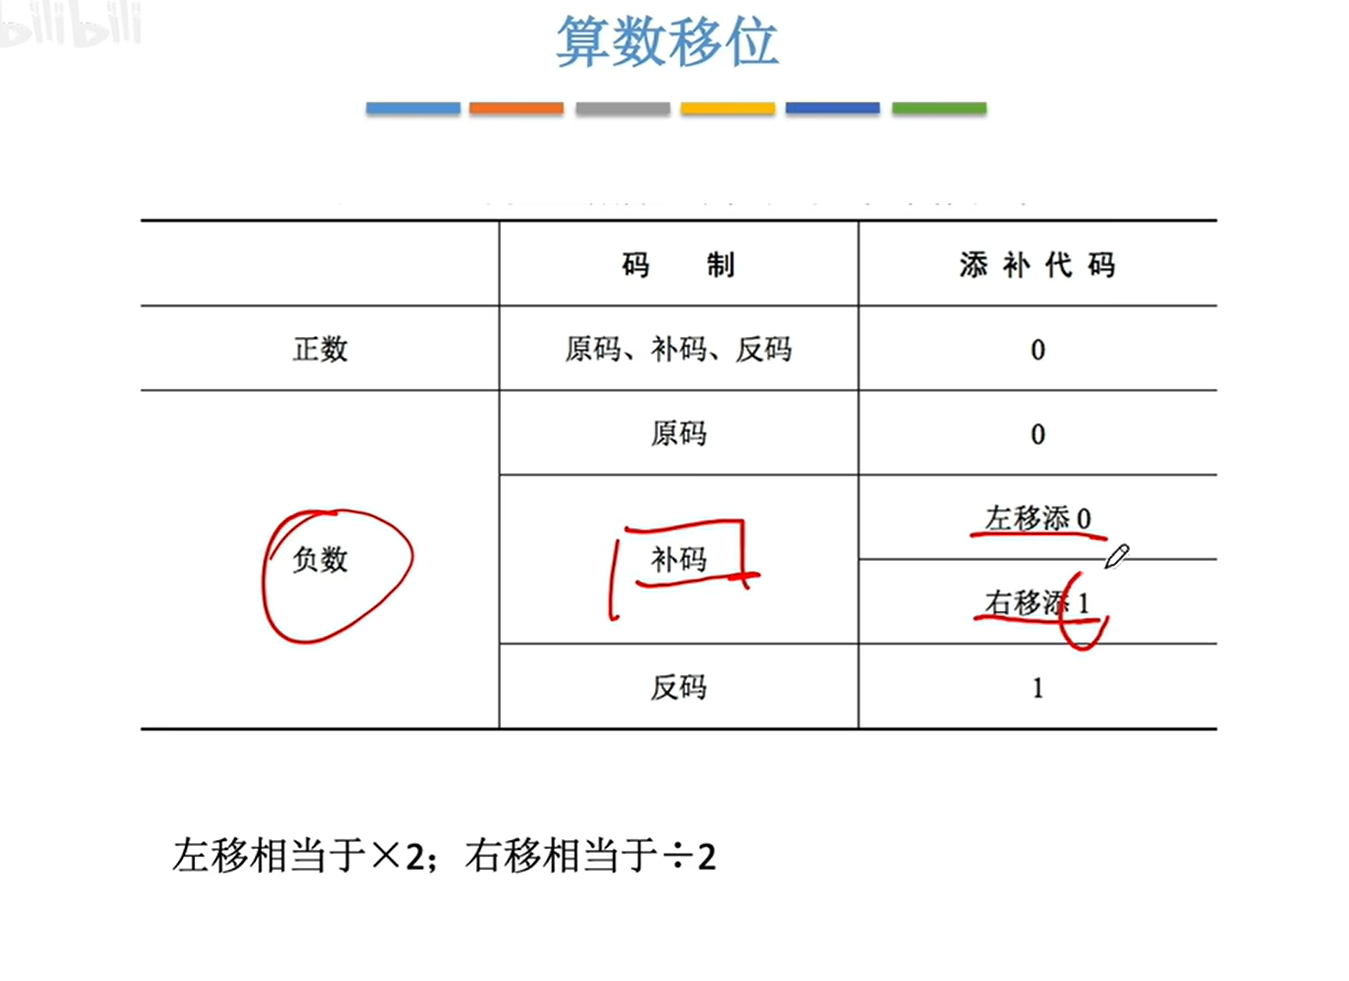 bilibili
算数移位
码 制 添补代码
正数 原码、补码、反码 0
原码 0
左移添 0
负数 补码
右移添 1
反码 1
左移相当于×2；右移相当于÷2